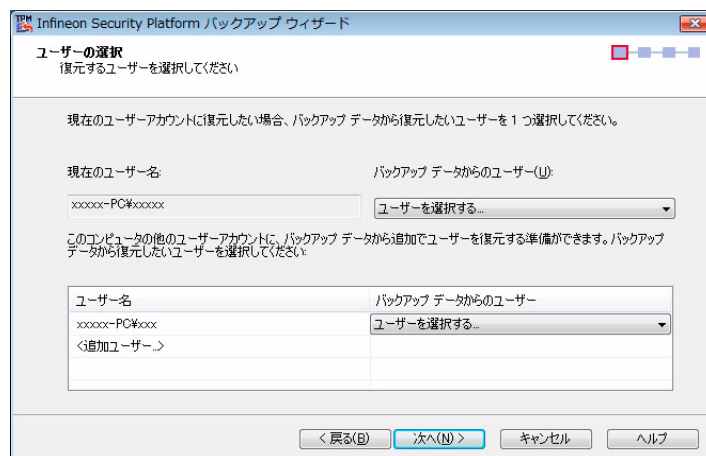 TPM
Infineon Security Platform バックアップ ウィザード
ユーザーの選択
復元するユーザーを選択してください
現在のユーザーアカウントに復元したい場合、バックアップ データから復元したいユーザーを 1 つ選択してください。
現在のユーザー名:
バックアップ データからのユーザー(U):
xxxxx-PC¥xxxxx
ユーザーを選択する...
このコンピュータの他のユーザーアカウントに、バックアップ データから追加でユーザーを復元する準備ができます。バックアップ
データから復元したいユーザーを選択してください:
ユーザー名
バックアップ データからのユーザー
xxxxx-PC¥xxx
ユーザーを選択する...
<追加ユーザー...>
< 戻る(B)
次へ(N) >
キャンセル
ヘルプ